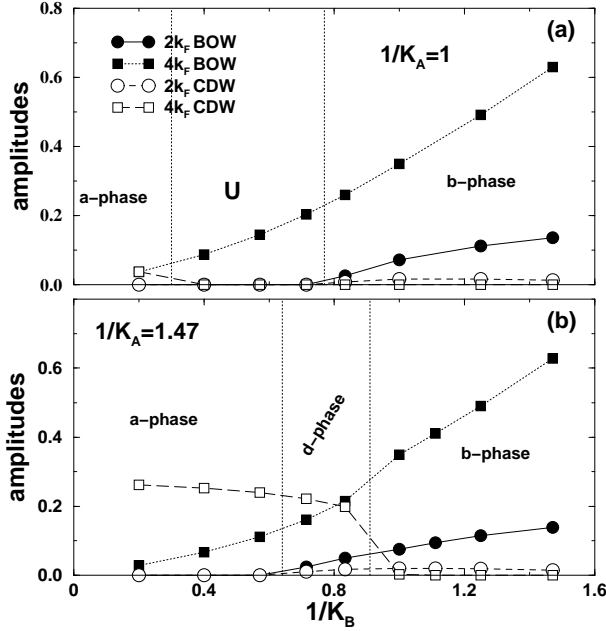 (a)
2k_F BOW
4k_F BOW
2k_F CDW
4k_F CDW
1/K_A=1
a-phase
U
b-phase
amplitudes
0.6
0.4
0.2
0.0
(b)
1/K_A=1.47
a-phase
d-phase
b-phase
amplitudes
0.6
0.4
0.2
0.0
0
0.4
0.8
1.2
1.6
1/K_B